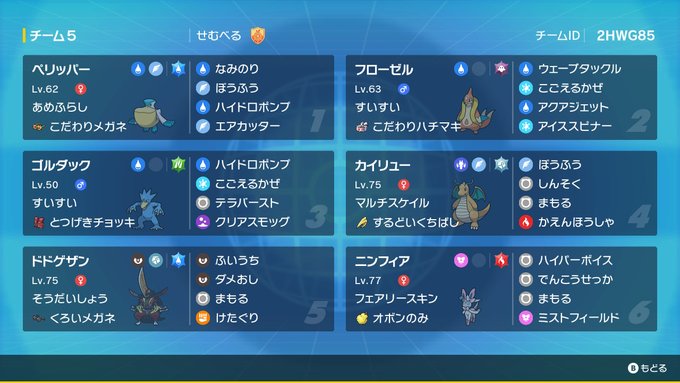 チーム5
せむべる
チームID 2HWG85
ペリッパー
Lv.62 ♀
あめふらし
こだわりメガネ
なみのり
ぼうふう
ハイドロポンプ
エアカッター
1
フローゼル
Lv.63 ♂
すいすい
こだわりハチマキ
ウェーブタックル
こごえるかぜ
アクアジェット
アイススピナー
2
ゴルダック
Lv.50 ♂
すいすい
とつげきチョッキ
ハイドロポンプ
こごえるかぜ
テラバースト
クリアスモッグ
3
カイリュー
Lv.75 ♀
マルチスケイル
するどいくちばし
ぼうふう
しんそく
まもる
かえんほうしゃ
4
ドドゲザン
Lv.75 ♀
そうだいしょう
くろいメガネ
ふいうち
ダメおし
まもる
けたぐり
5
ニンフィア
Lv.77 ♀
フェアリースキン
オボンのみ
ハイパーボイス
でんこうせっか
まもる
ミストフィールド
6
B もどる